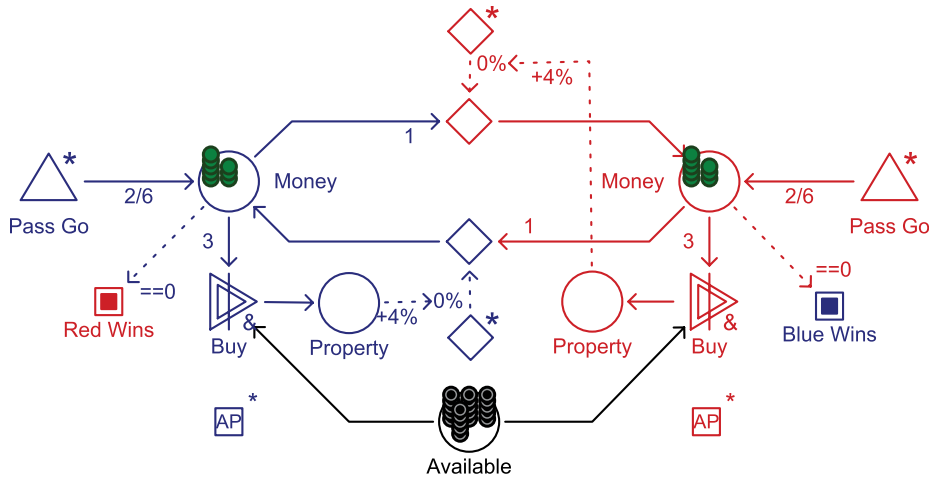 *
0%
+4%
1
*
Money
Money
*
2/6
2/6
Pass Go
Pass Go
3
1
3
==0
==0
0%
+4%
*
&
&
Red Wins
Buy
Property
Property
Buy
Blue Wins
*
*
AP
AP
Available